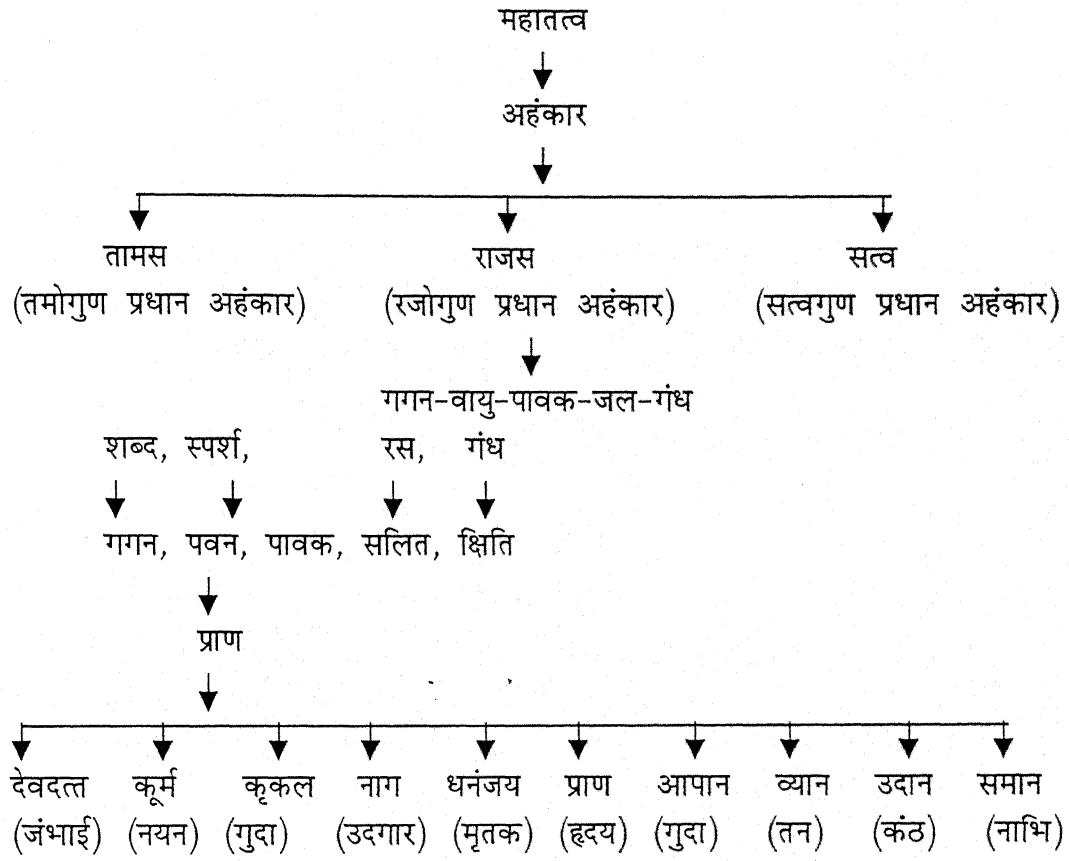 महातत्व
अहंकार
तामस राजस सत्व
(तमोगुण प्रधान अहंकार) (रजोगुण प्रधान अहंकार) (सत्वगुण प्रधान अहंकार)
गगन-वायु-पावक-जल-गंध
शब्द, स्पर्श, रस, गंध
गगन, पवन, पावक, सलित, क्षिति
प्राण
देवदत्त कूर्म कृकल नाग धनंजय प्राण आपान व्यान उदान समान
(जंभाई) (नयन) (गुदा) (उदगार) (मृतक) (हृदय) (गुदा) (तन) (कंठ) (नाभि)